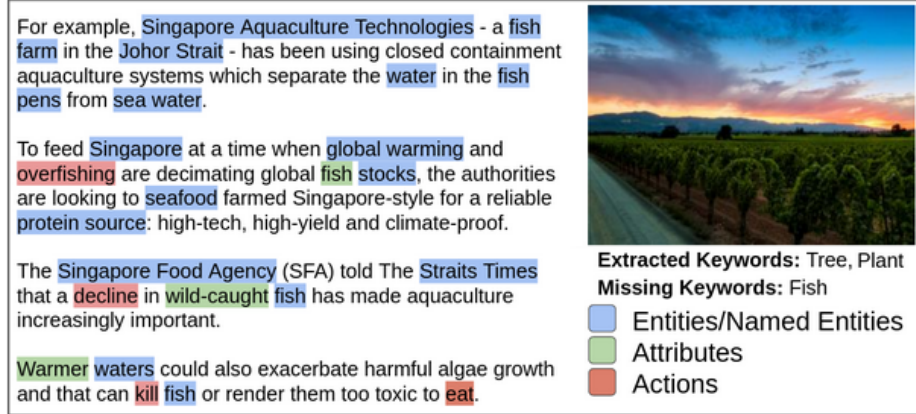 For example, Singapore Aquaculture Technologies - a fish
farm in the Johor Strait - has been using closed containment
aquaculture systems which separate the water in the fish
pens from sea water.
To feed Singapore at a time when global warming and
overfishing are decimating global fish stocks, the authorities
are looking to seafood farmed Singapore-style for a reliable
protein source: high-tech, high-yield and climate-proof.
The Singapore Food Agency (SFA) told The Straits Times
that a decline in wild-caught fish has made aquaculture
increasingly important.
Warmer waters could also exacerbate harmful algae growth
and that can kill fish or render them too toxic to eat.
Extracted Keywords: Tree, Plant
Missing Keywords: Fish
Entities/Named Entities
Attributes
Actions